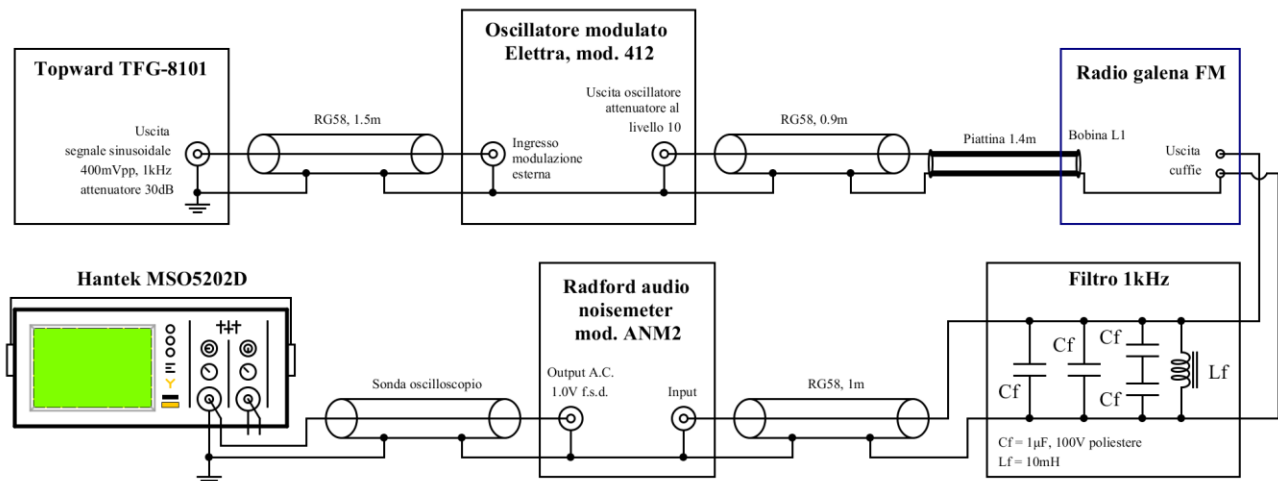 Topward TFG-8101
Uscita
segnale sinusoidale
400mVpp, 1kHz
attenuatore 30dB
RG58, 1.5m
Oscillatore modulato
Elettra, mod. 412
Uscita oscillatore
attenuatore al
livello 10
Ingresso
modulazione
esterna
RG58, 0.9m
Piattina 1.4m
Radio galena FM
Bobina L1
Uscita
cuffie
Hantek MSO5202D
Sonda oscilloscopio
Radford audio
noisemeter
mod. ANM2
Output A.C.
1.0V f.s.d.
Input
RG58, 1m
Filtro 1kHz
Cf
Cf
Cf
Cf
Lf
Cf = 1µF, 100V poliestere
Lf = 10mH